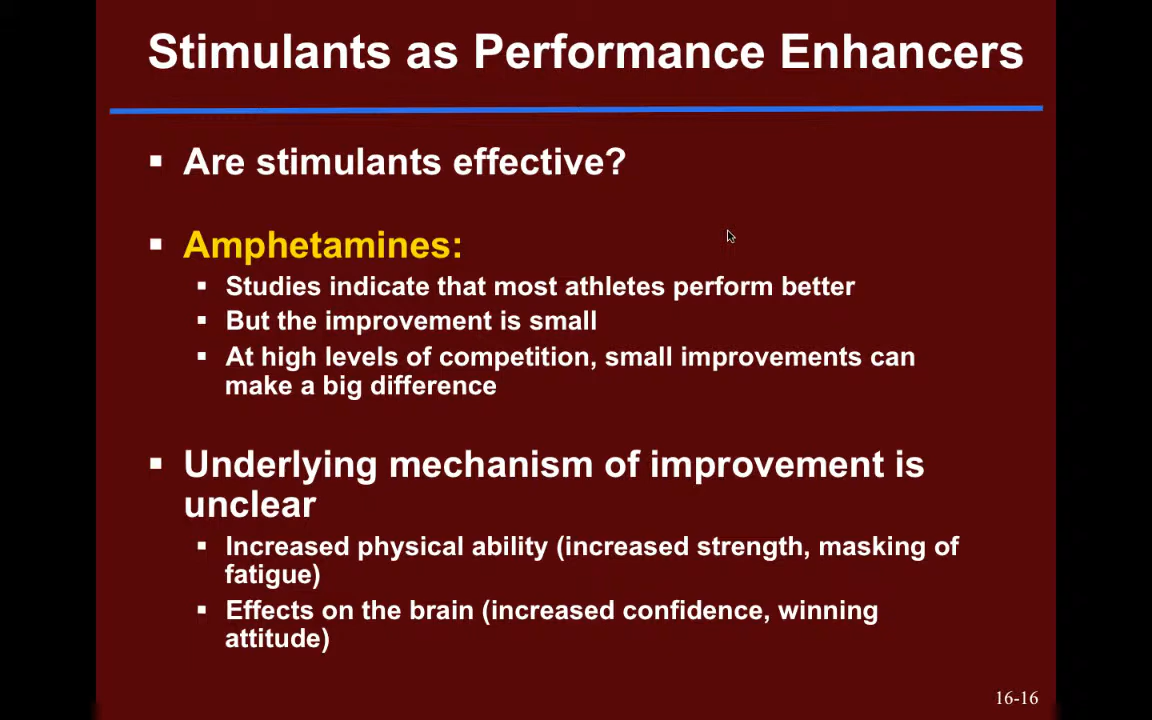 Stimulants as Performance Enhancers
▪ Are stimulants effective?
▪ Amphetamines:
▪ Studies indicate that most athletes perform better
▪ But the improvement is small
▪ At high levels of competition, small improvements can
make a big difference
▪ Underlying mechanism of improvement is
unclear
▪ Increased physical ability (increased strength, masking of
fatigue)
▪ Effects on the brain (increased confidence, winning
attitude)
16-16